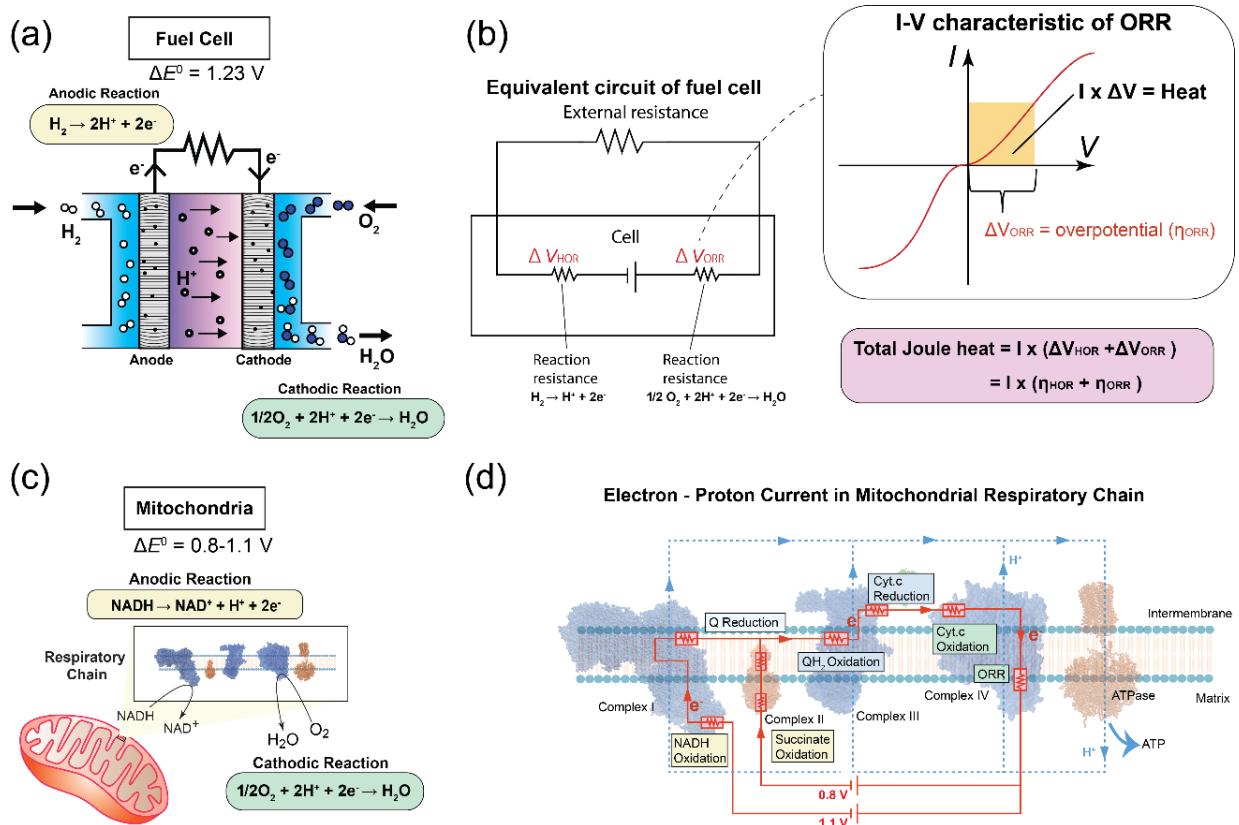 (a)
Fuel Cell
ΔE⁰ = 1.23 V
Anodic Reaction
H₂ → 2H⁺ + 2e⁻
e⁻
e⁻
H₂
O₂
H⁺
H₂O
Anode
Cathode
Cathodic Reaction
1/2O₂ + 2H⁺ + 2e⁻ → H₂O
(b)
Equivalent circuit of fuel cell
External resistance
Cell
Δ V_HOR
Δ V_ORR
Reaction
resistance
H₂ → H⁺ + 2e⁻
Reaction
resistance
1/2 O₂ + 2H⁺ + 2e⁻ → H₂O
I-V characteristic of ORR
I
I x ΔV = Heat
V
ΔV_ORR = overpotential (η_ORR)
Total Joule heat = I x (ΔV_HOR +ΔV_ORR )
= I x (η_HOR + η_ORR )
(c)
Mitochondria
ΔE⁰ = 0.8-1.1 V
Anodic Reaction
NADH → NAD⁺ + H⁺ + 2e⁻
Respiratory
Chain
NADH
NAD⁺
H₂O
O₂
Cathodic Reaction
1/2O₂ + 2H⁺ + 2e⁻ → H₂O
(d)
Electron - Proton Current in Mitochondrial Respiratory Chain
H⁺
Cyt.c
Reduction
Q Reduction
Intermembrane
e⁻
e⁻
Cyt.c
Oxidation
QH₂ Oxidation
ORR
Complex I
e⁻
Complex II
Complex III
Complex IV
ATPase
Matrix
NADH
Oxidation
Succinate
Oxidation
H⁺
ATP
0.8 V
1.1 V